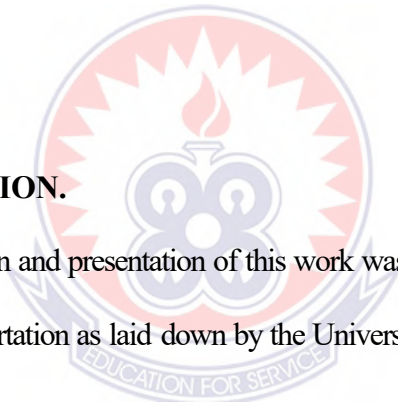 ION.
n and presentation of this work was
rtation as laid down by the Univers
EDUCATION FOR SERVICE